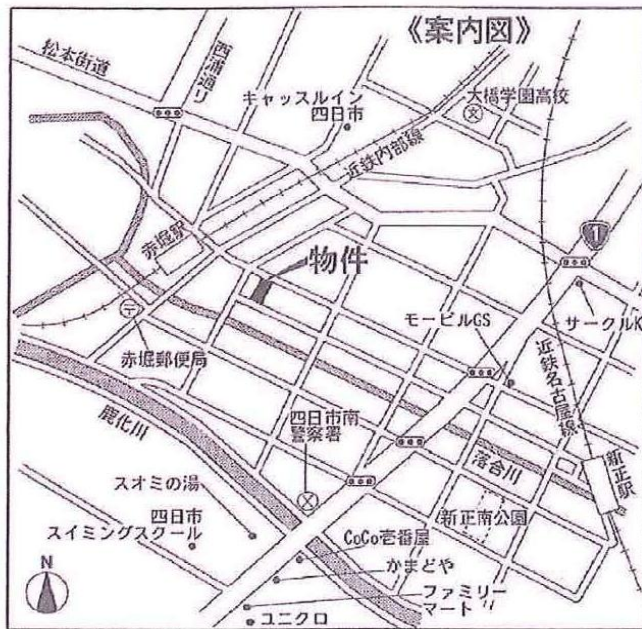 《案内図》
松本街道
西浦通り
キャッスルイン
四日市
大橋学園高校
文
近鉄内部線
赤堀駅
物件
1
モービルGS
サークルK
〒
赤堀郵便局
近鉄名古屋線
鹿化川
四日市南
警察署
落合川
新正駅
スオミの湯
四日市
スイミングスクール
新正南公園
CoCo壱番屋
かまどや
ファミリー
マート
ユニクロ
N